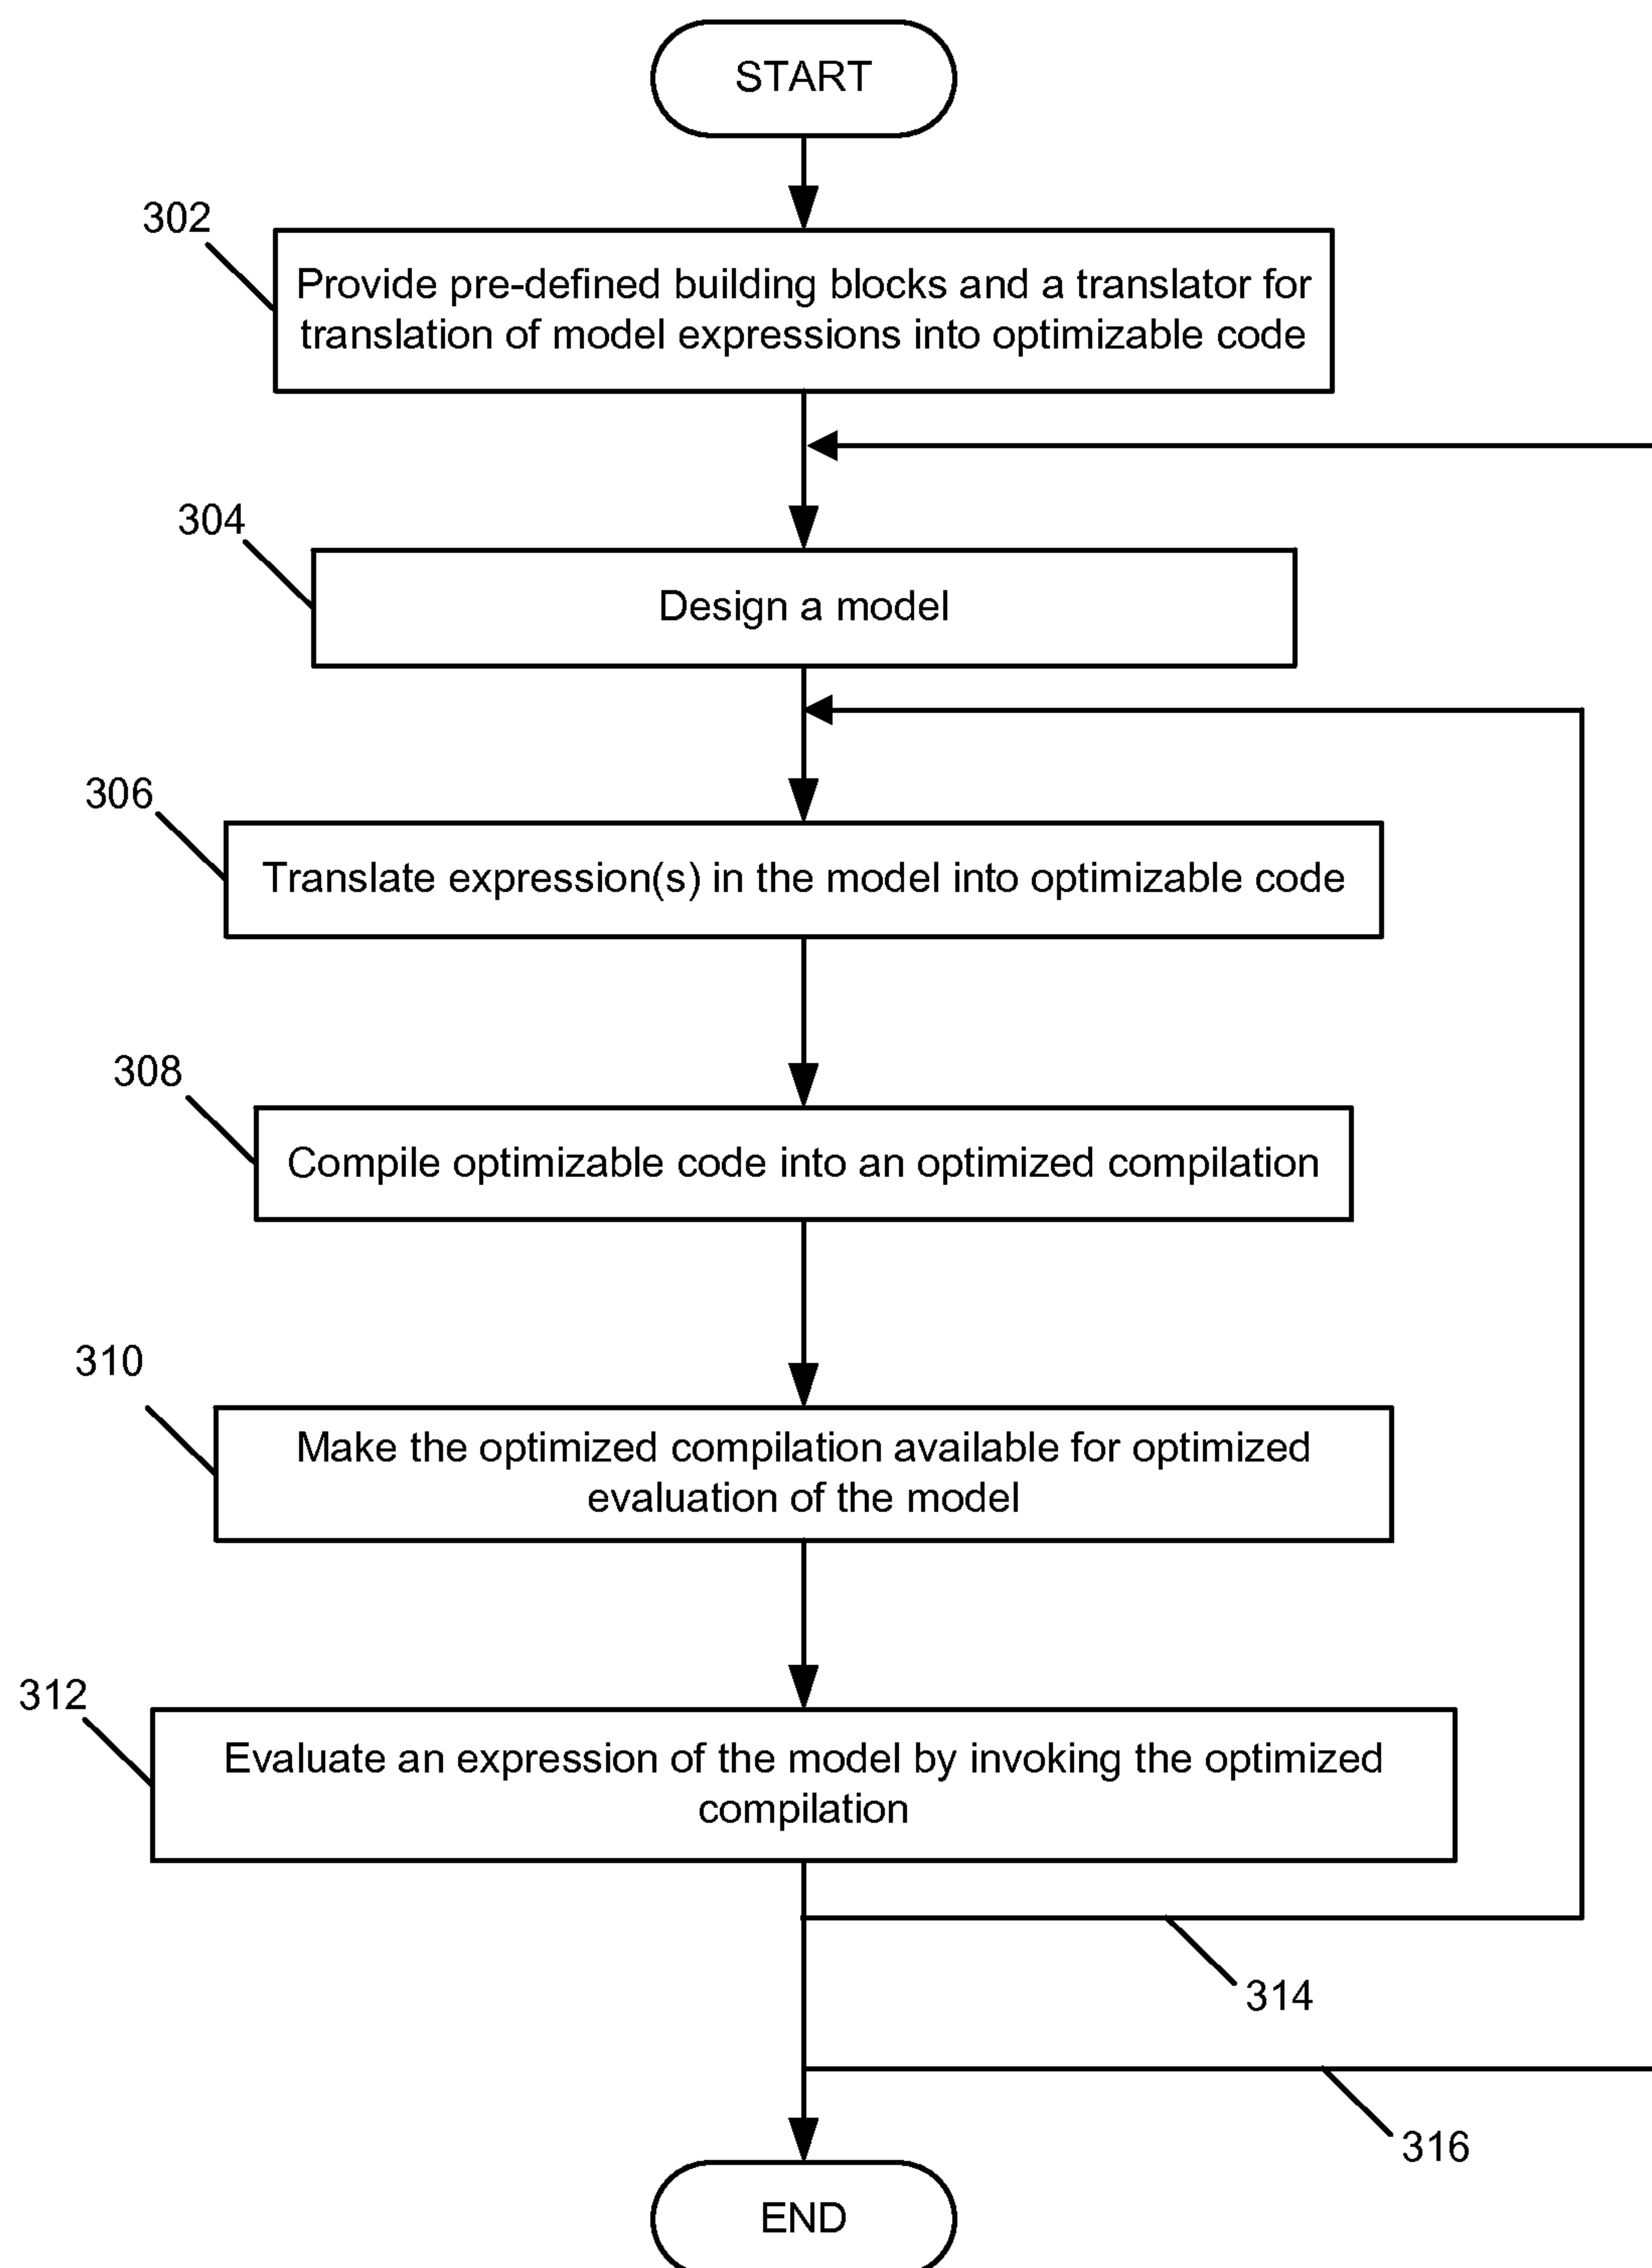 START
302
Provide pre-defined building blocks and a translator for
translation of model expressions into optimizable code
304
Design a model
306
Translate expression(s) in the model into optimizable code
308
Compile optimizable code into an optimized compilation
310
Make the optimized compilation available for optimized
evaluation of the model
312
Evaluate an expression of the model by invoking the optimized
compilation
314
316
END